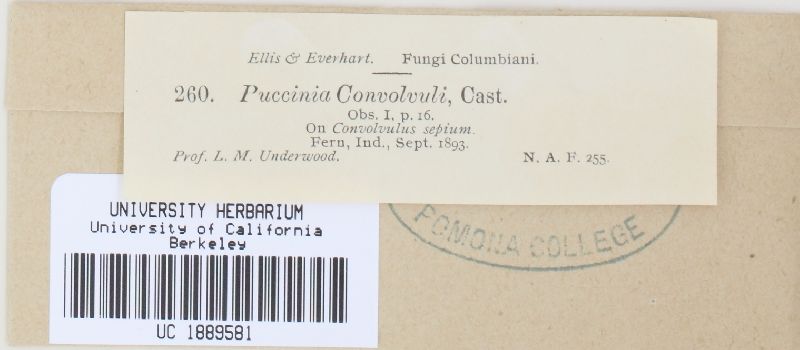 Ellis & Everhart. Fungi Columbiani.
260. Puccinia Convolvuli, Cast.
Obs. I, p. 16.
On Convolvulus sepium.
Fern, Ind., Sept. 1893.
Prof. L. M. Underwood. N. A. F. 255.
UNIVERSITY HERBARIUM
University of California
Berkeley
UC 1889581
POMONA COLLEGE